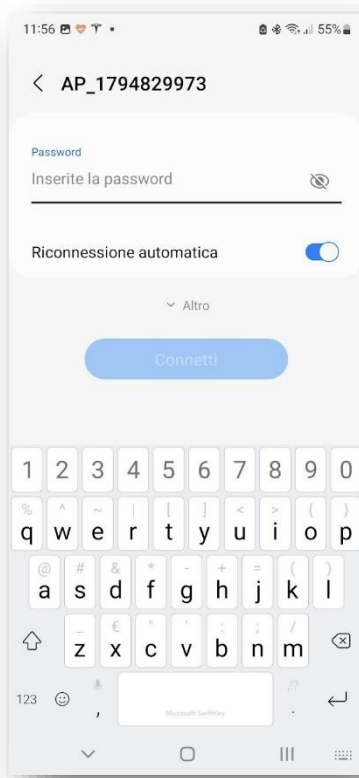 11:56 55%
AP_1794829973
Password
Inserite la password
Riconnessione automatica
Altro
Connetti
1 2 3 4 5 6 7 8 9 0
% ^ ~ | [ ] < > { }
q w e r t y u i o p
@ # & * - + = ( )
a s d f g h j k l
_ € " ' : ; /
z x c v b n m
123 , Microsoft SwiftKey .